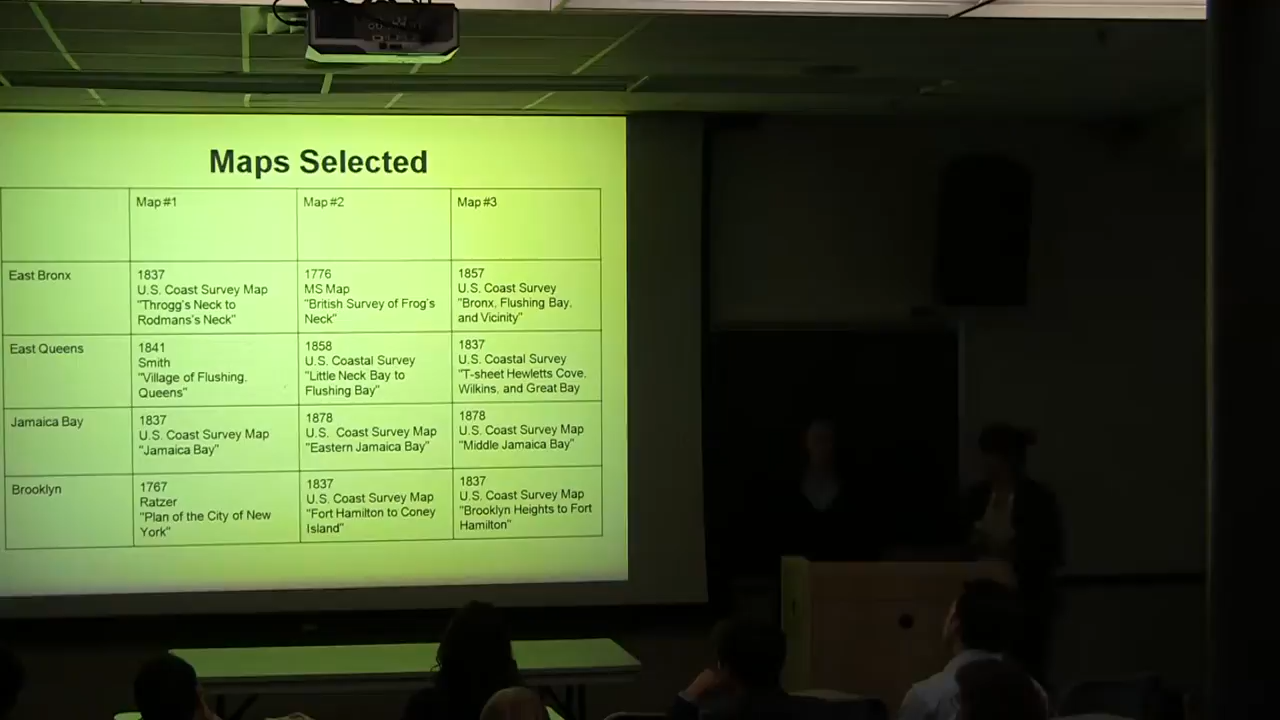 Maps Selected
Map #1
Map #2
Map #3
East Bronx
1837
U.S. Coast Survey Map
"Throgg's Neck to
Rodmans's Neck"
1776
MS Map
"British Survey of Frog's
Neck"
1857
U.S. Coast Survey
"Bronx, Flushing Bay,
and Vicinity"
East Queens
1841
Smith
"Village of Flushing,
Queens"
1858
U.S. Coastal Survey
"Little Neck Bay to
Flushing Bay"
1837
U.S. Coastal Survey
"T-sheet Hewletts Cove,
Wilkins, and Great Bay
Jamaica Bay
1837
U.S. Coast Survey Map
"Jamaica Bay"
1878
U.S. Coast Survey Map
"Eastern Jamaica Bay"
1878
U.S. Coast Survey Map
"Middle Jamaica Bay"
Brooklyn
1767
Ratzer
"Plan of the City of New
York"
1837
U.S. Coast Survey Map
"Fort Hamilton to Coney
Island"
1837
U.S. Coast Survey Map
"Brooklyn Heights to Fort
Hamilton"